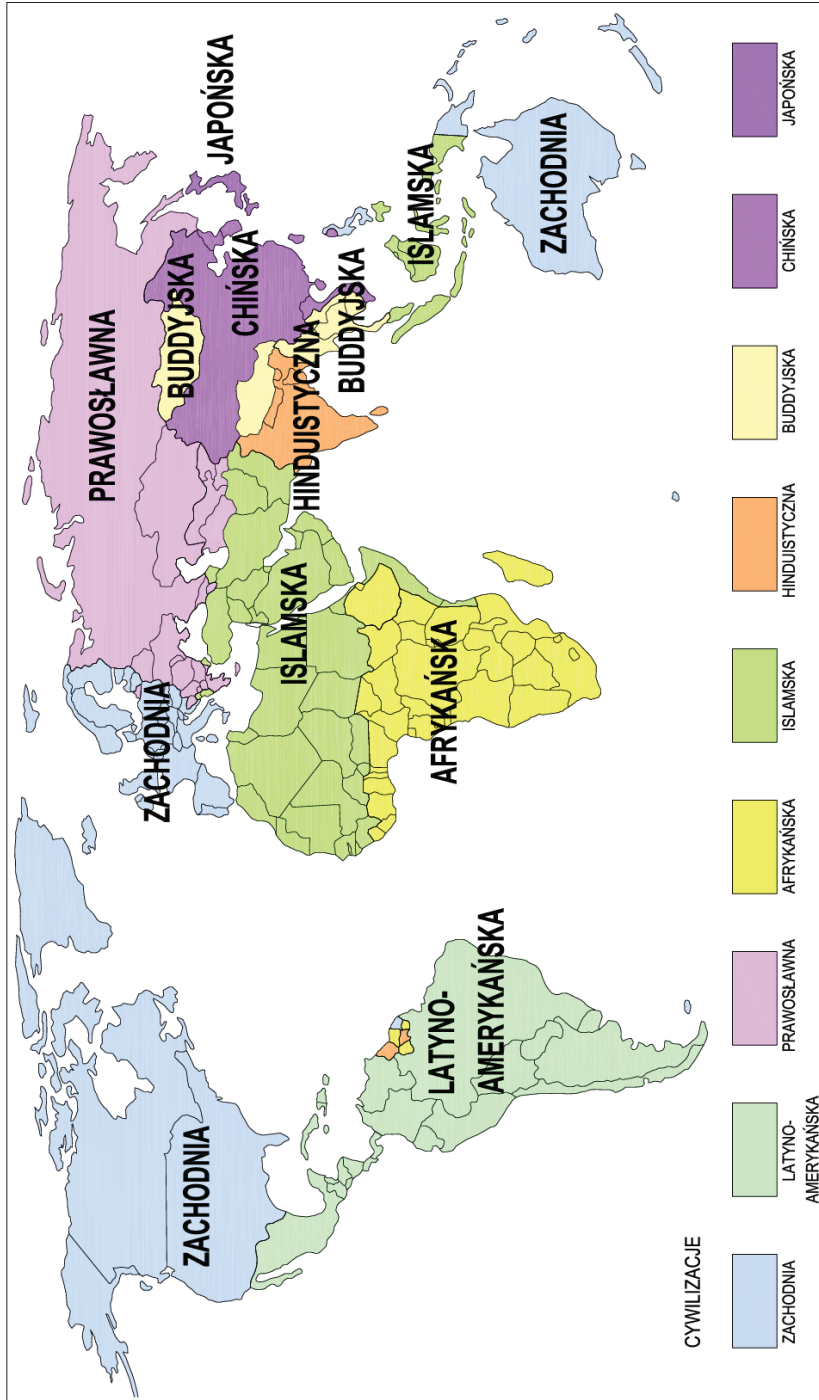 ZACHODNIA
ZACHODNIA
PRAWOSŁAWNA
BUDDYJSKA
CHIŃSKA
JAPOŃSKA
HINDUISTYCZNA
BUDDYJSKA
ISLAMSKA
ISLAMSKA
AFRYKAŃSKA
LATYNO-
AMERYKAŃSKA
ZACHODNIA
CYWILIZACJE
ZACHODNIA
LATYNO-
AMERYKAŃSKA
PRAWOSŁAWNA
AFRYKAŃSKA
ISLAMSKA
HINDUISTYCZNA
BUDDYJSKA
CHIŃSKA
JAPOŃSKA